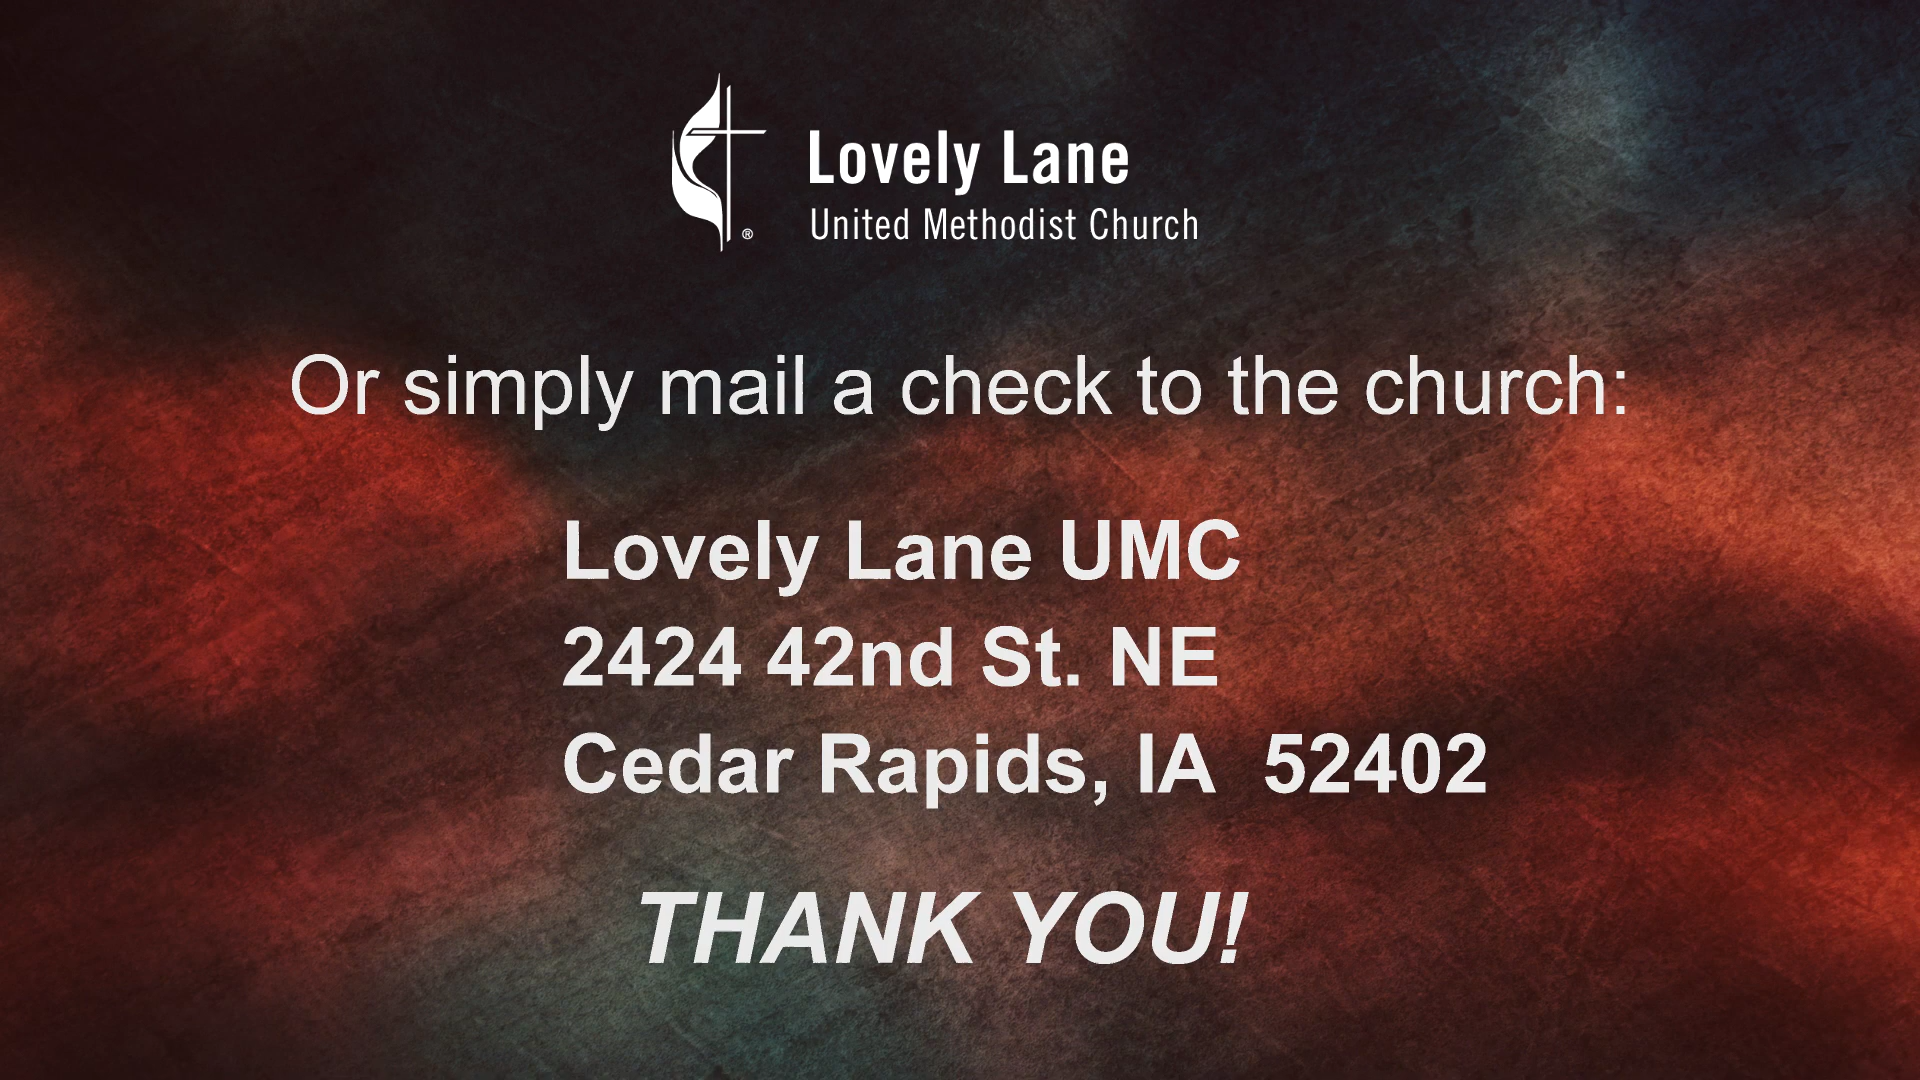 Lovely Lane
United Methodist Church
®
Or simply mail a check to the church:
Lovely Lane UMC
2424 42nd St. NE
Cedar Rapids, IA  52402
THANK YOU!